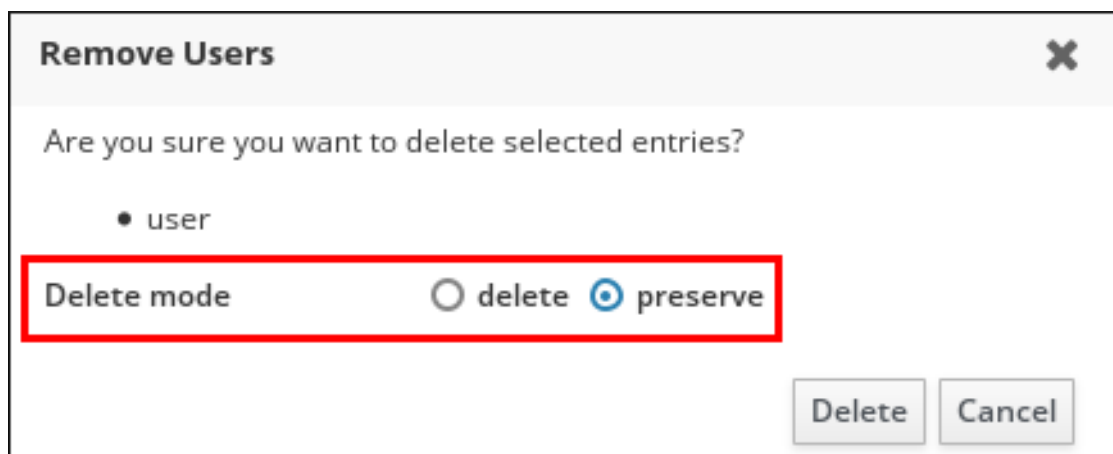 Remove Users
Are you sure you want to delete selected entries?
• user
Delete mode delete preserve
Delete Cancel